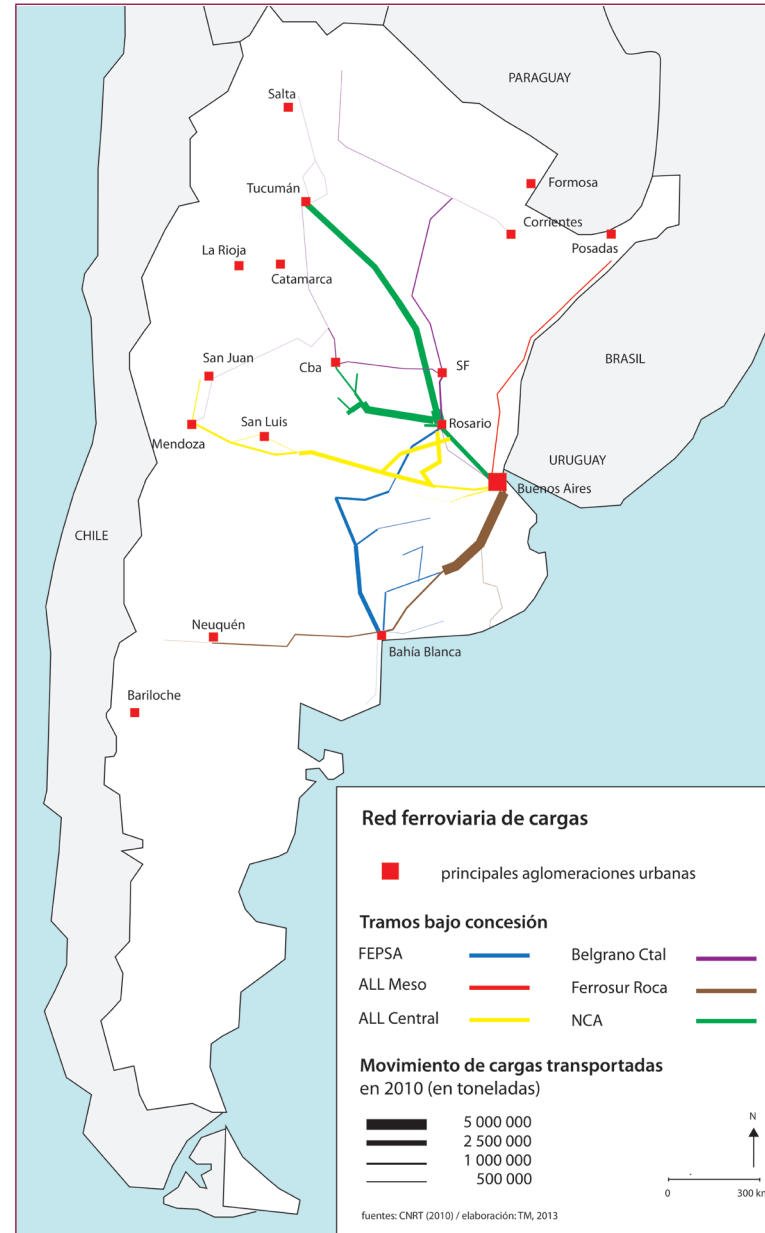 PARAGUAY
Salta
Formosa
Tucumán
Corrientes
Posadas
La Rioja
Catamarca
San Juan
Cba
SF
BRASIL
San Luis
Rosario
Mendoza
URUGUAY
Buenos Aires
CHILE
Neuquén
Bahía Blanca
Bariloche
Red ferroviaria de cargas
principales aglomeraciones urbanas
Tramos bajo concesión
FEPSA
Belgrano Ctal
ALL Meso
Ferrosur Roca
ALL Central
NCA
Movimiento de cargas transportadas
en 2010 (en toneladas)
5 000 000
2 500 000
1 000 000
500 000
N
0 300 km
fuentes: CNRT (2010) / elaboración: TM, 2013